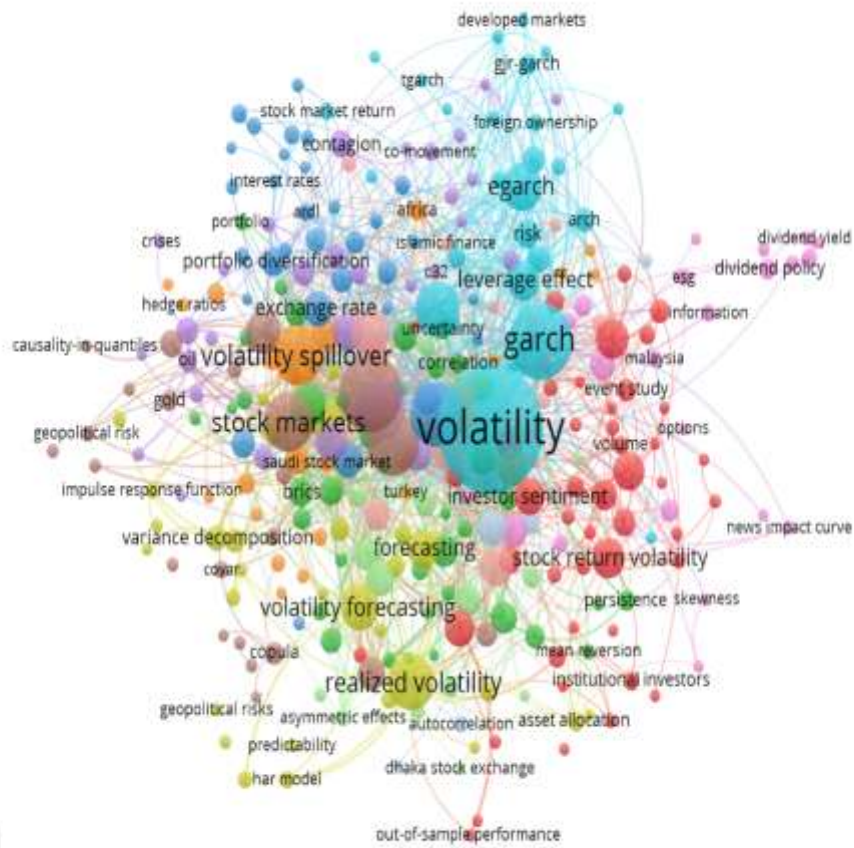 developed markets
gjr-garch
tgarch
stock market return
foreign ownership
contagion
co-movement
interest rates
egarch
ardl
africa
portfolio
arch
risk
crises
islamic finance
dividend yield
portfolio diversification
g32
leverage effect
esg
dividend policy
hedge ratios
exchange rate
information
uncertainty
garch
causality-in-quantiles
oil
volatility spillover
correlation
malaysia
event study
gold
stock markets
volatility
options
geopolitical risk
volume
saudi stock market
impulse response function
brics
turkey
investor sentiment
news impact curve
variance decomposition
forecasting
stock return volatility
covar
volatility forecasting
persistence
skewness
copula
mean reversion
realized volatility
institutional investors
geopolitical risks
asymmetric effects
autocorrelation
asset allocation
predictability
har model
dhaka stock exchange
out-of-sample performance